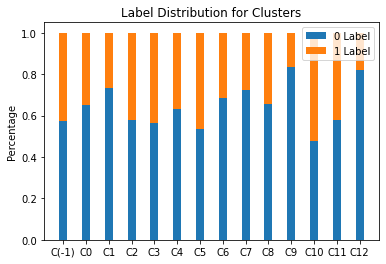 Label Distribution for Clusters
0 Label
1 Label
Percentage
1.0
0.8
0.6
0.4
0.2
0.0
C(-1) C0 C1 C2 C3 C4 C5 C6 C7 C8 C9 C10 C11 C12